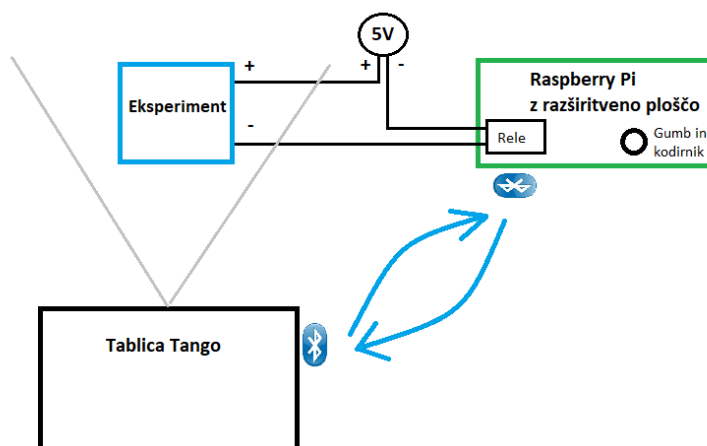 5V
+
+ -
Eksperiment
-
Raspberry Pi
z razširitveno ploščo
Rele
Gumb in
kodirnik
Tablica Tango